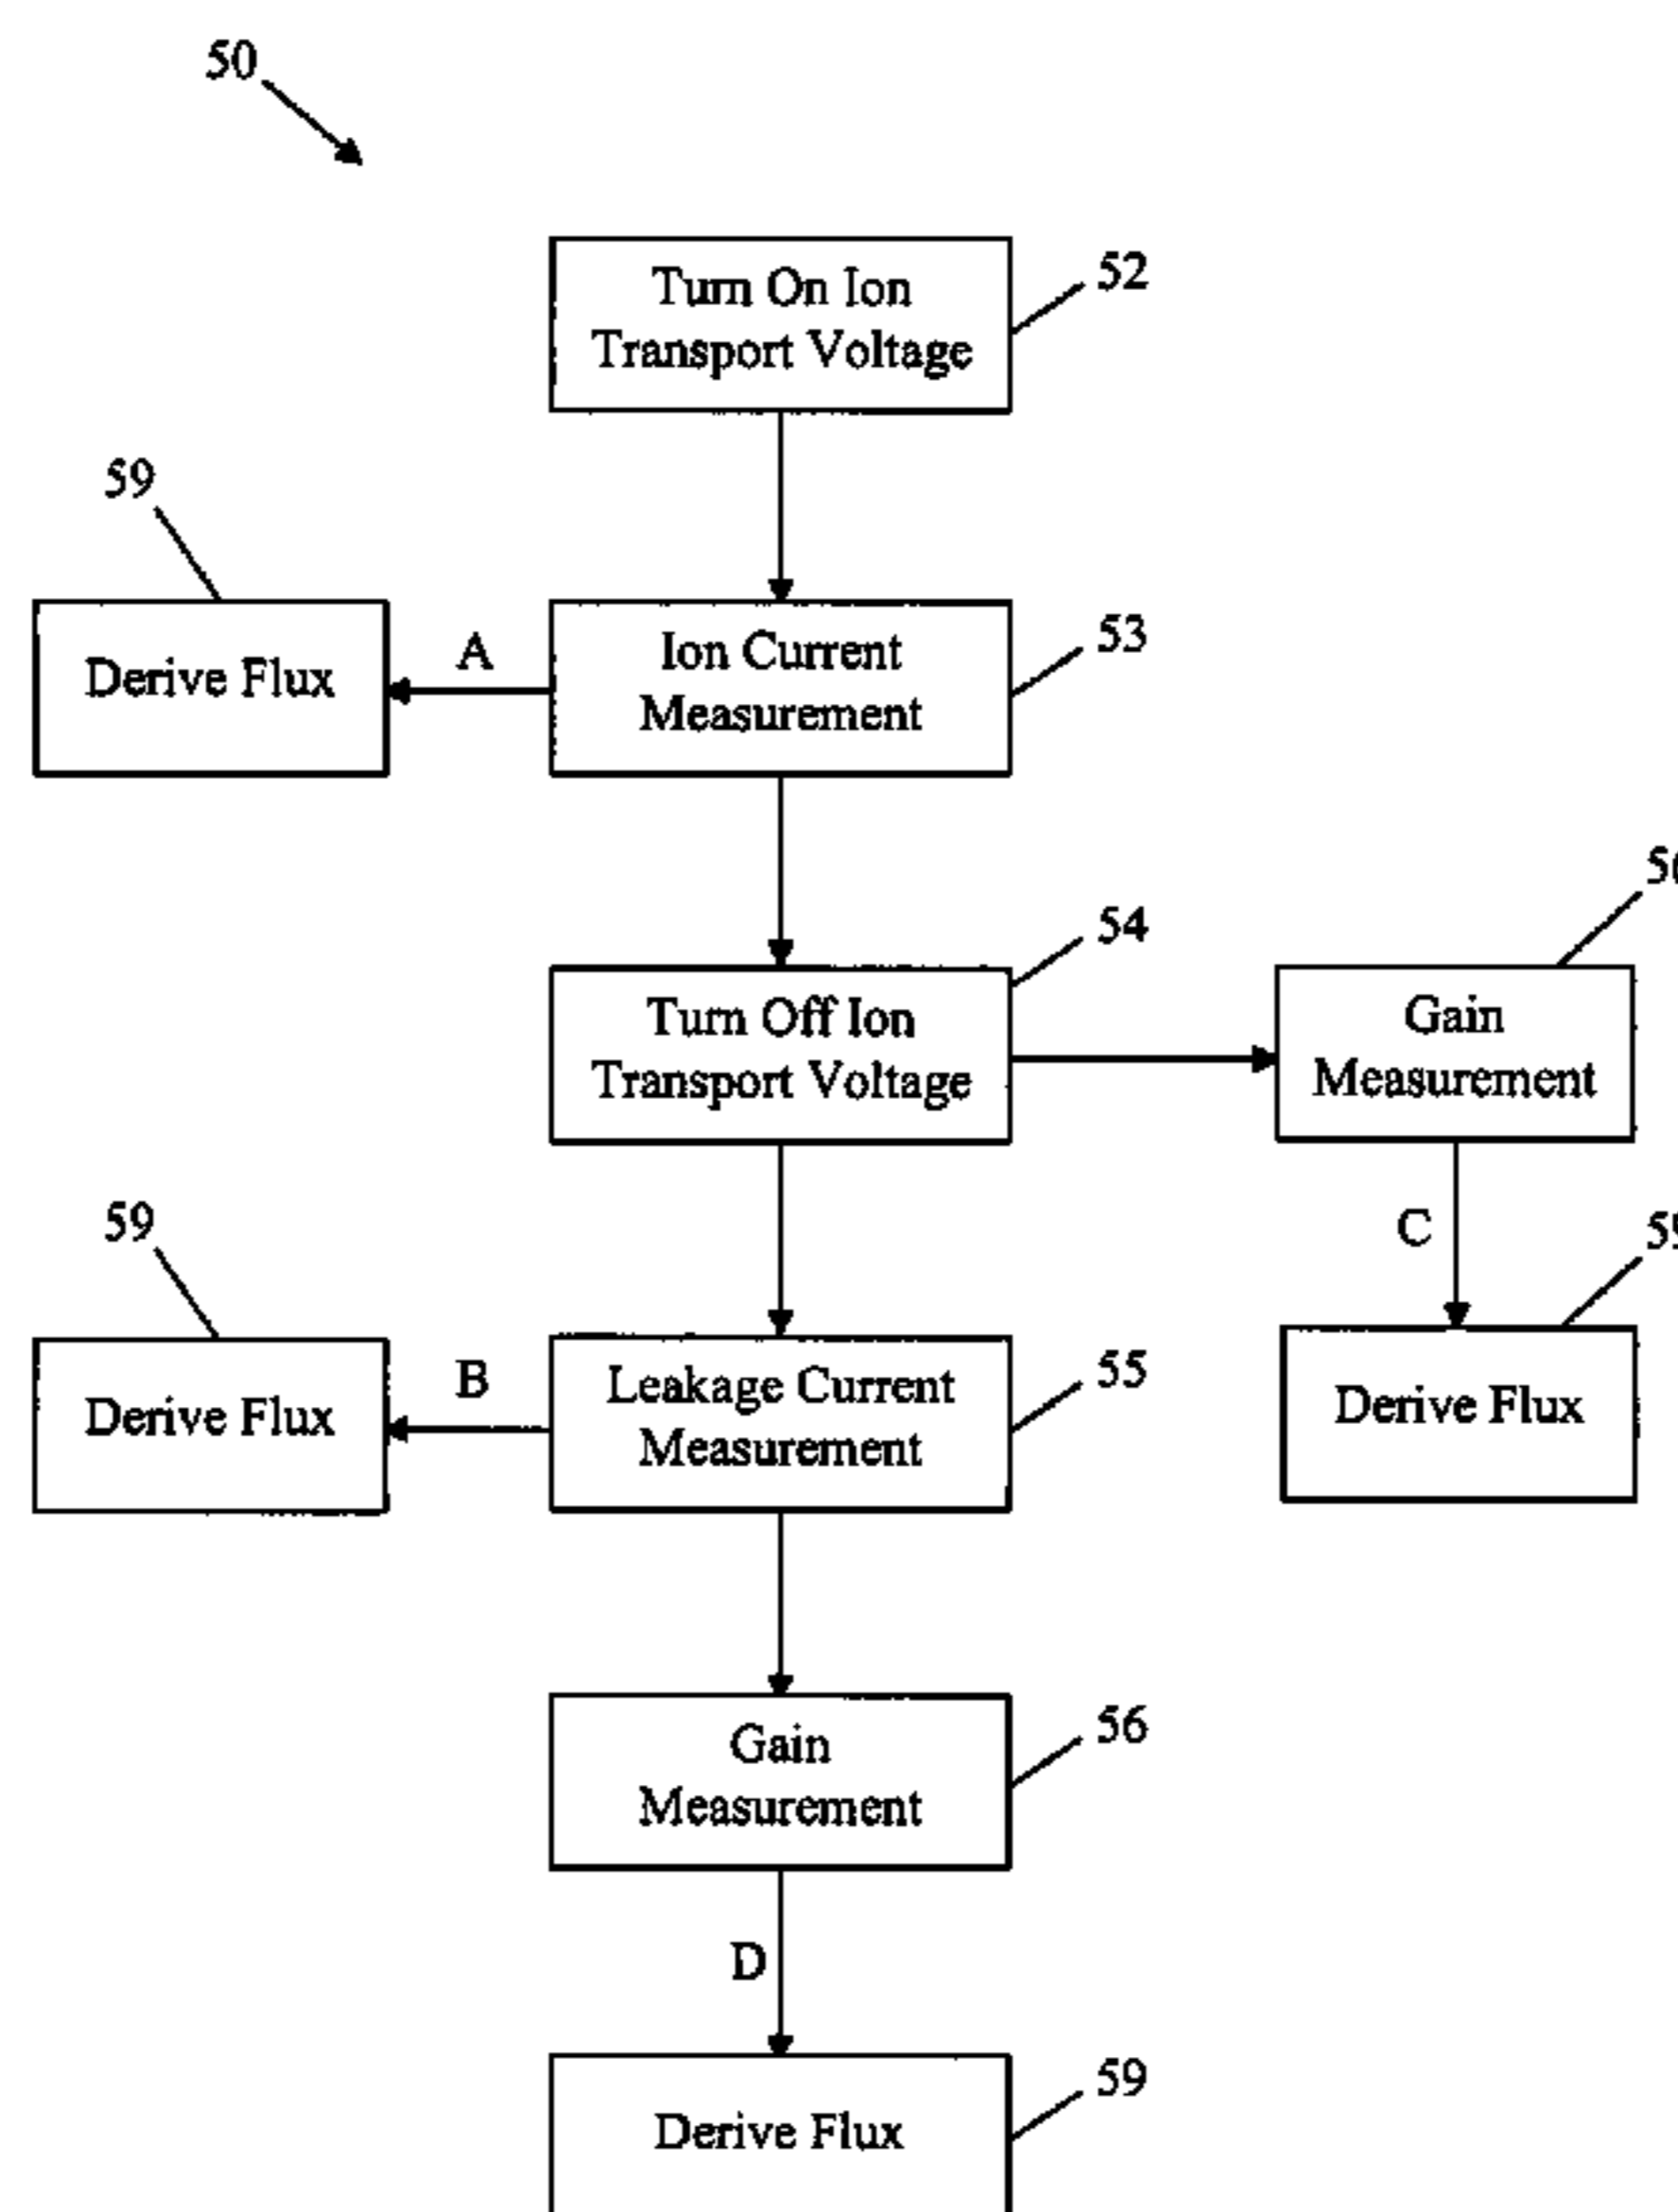 50
Turn On Ion
Transport Voltage
52
59
Derive Flux
A
Ion Current
Measurement
53
54
Turn Off Ion
Transport Voltage
Gain
Measurement
C
59
Derive Flux
B
Leakage Current
Measurement
55
Derive Flux
Gain
Measurement
56
D
Derive Flux
59